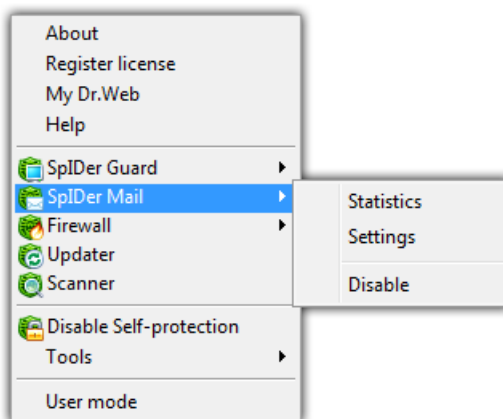 About
Register license
My Dr.Web
Help
SpIDer Guard
SpIDer Mail
Firewall
Updater
Scanner
Disable Self-protection
Tools
User mode
Statistics
Settings
Disable